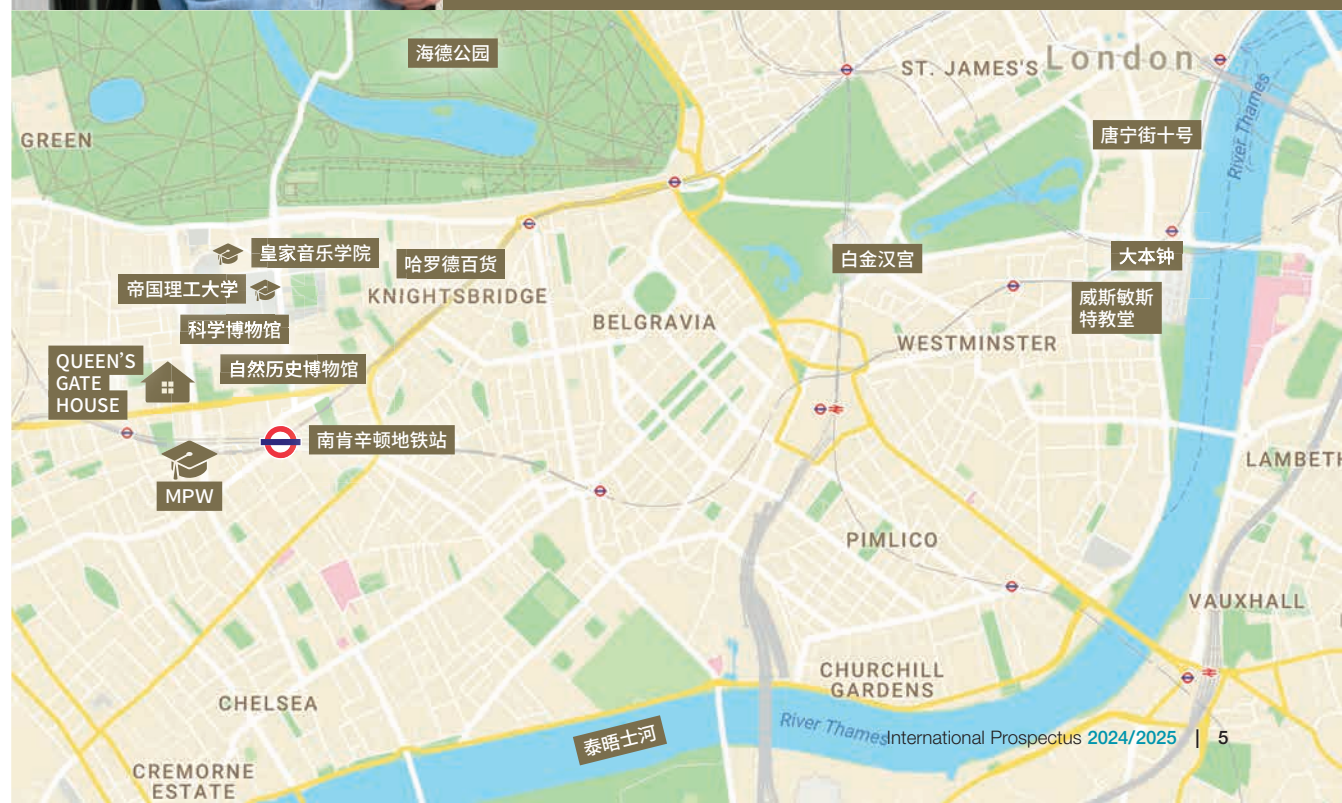 海德公园
ST. JAMES'S
London
GREEN
River Thames
唐宁街十号
皇家音乐学院
哈罗德百货
白金汉宫
大本钟
帝国理工大学
KNIGHTSBRIDGE
威斯敏斯
特教堂
科学博物馆
BELGRAVIA
WESTMINSTER
QUEEN'S
GATE
HOUSE
自然历史博物馆
南肯辛顿地铁站
LAMBETH
MPW
PIMLICO
VAUXHALL
CHURCHILL
GARDENS
CHELSEA
泰晤士河
River Thames
International Prospectus 2024/2025 | 5
CREMORNE
ESTATE